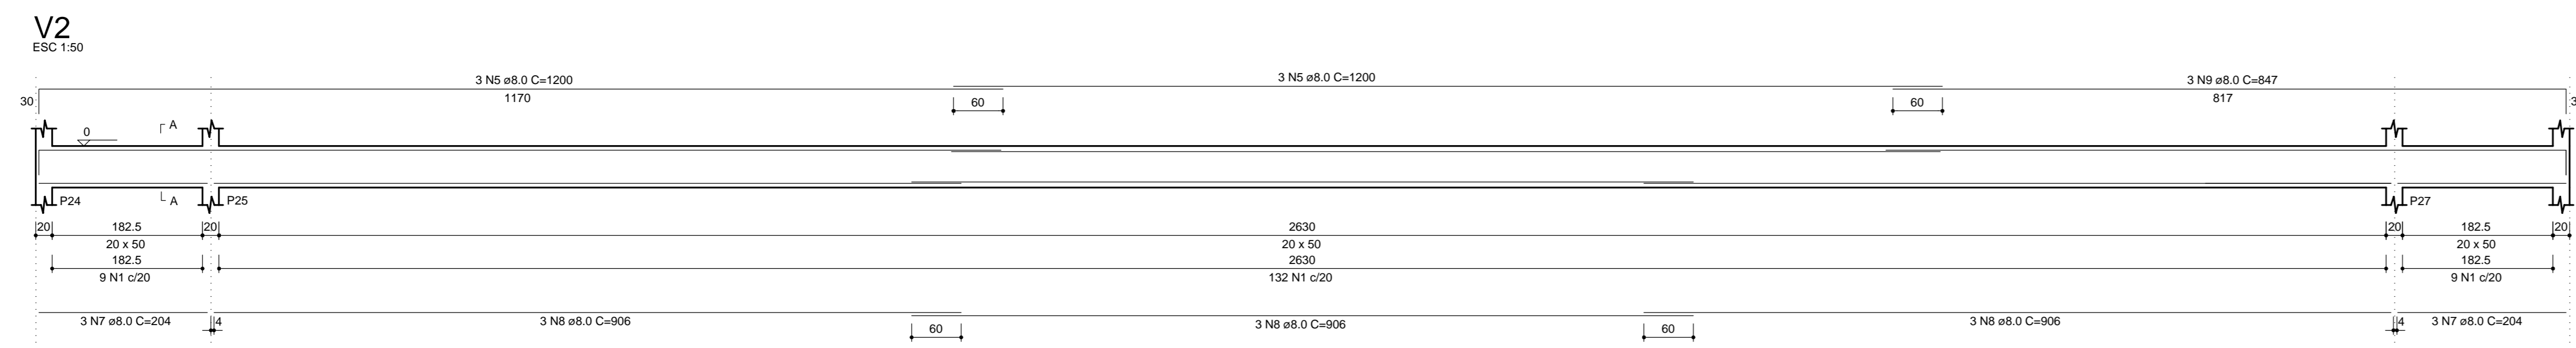 V2
ESC 1:50
3 N5 ø8.0 C=1200
3 N5 ø8.0 C=1200
3 N9 ø8.0 C=847
30
1170
60
60
817
0
A
A
P24
P25
P27
20
182.5
20
2630
20
182.5
20
20 x 50
20 x 50
20 x 50
182.5
2630
182.5
9 N1 c/20
132 N1 c/20
9 N1 c/20
3 N7 ø8.0 C=204
4
3 N8 ø8.0 C=906
60
3 N8 ø8.0 C=906
60
3 N8 ø8.0 C=906
4
3 N7 ø8.0 C=204